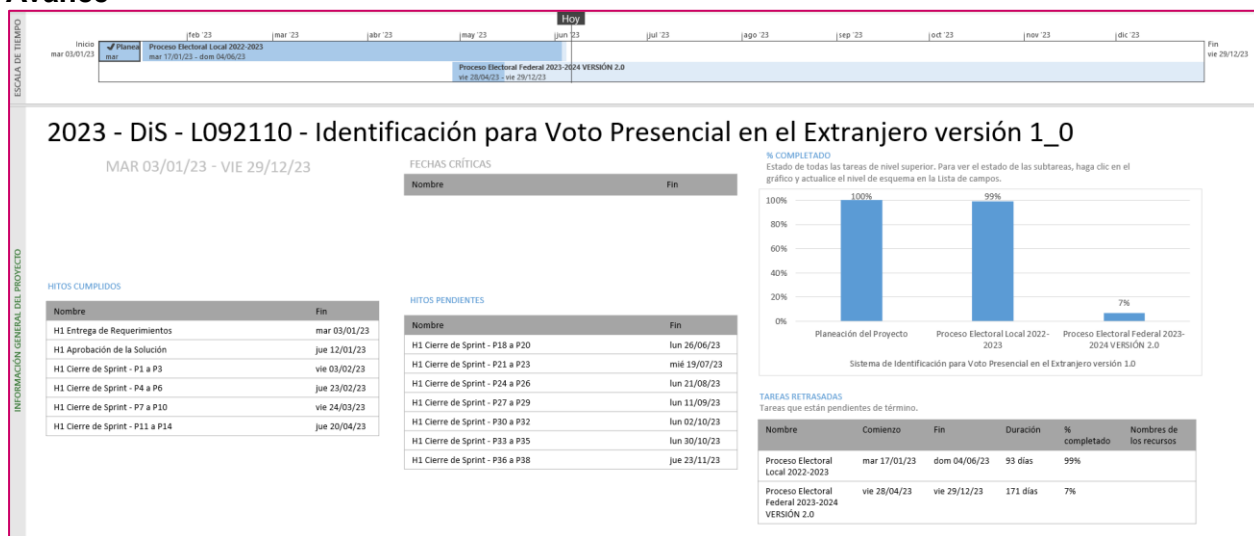 Avance
ESCALA DE TIEMPO
Hoy
feb '23 mar '23 abr '23 may '23 jun '23 jul '23 ago '23 sep '23 oct '23 nov '23 dic '23
Inicio
mar 03/01/23
Planea
mar
Proceso Electoral Local 2022-2023
mar 17/01/23 - dom 04/06/23
Proceso Electoral Federal 2023-2024 VERSIÓN 2.0
vie 28/04/23 - vie 29/12/23
Fin
vie 29/12/23
INFORMACIÓN GENERAL DEL PROYECTO
2023 - DiS - L092110 - Identificación para Voto Presencial en el Extranjero versión 1_0
MAR 03/01/23 - VIE 29/12/23
FECHAS CRÍTICAS
Nombre Fin
HITOS CUMPLIDOS
Nombre Fin
H1 Entrega de Requerimientos mar 03/01/23
H1 Aprobación de la Solución jue 12/01/23
H1 Cierre de Sprint - P1 a P3 vie 03/02/23
H1 Cierre de Sprint - P4 a P6 jue 23/02/23
H1 Cierre de Sprint - P7 a P10 vie 24/03/23
H1 Cierre de Sprint - P11 a P14 jue 20/04/23
HITOS PENDIENTES
Nombre Fin
H1 Cierre de Sprint - P18 a P20 lun 26/06/23
H1 Cierre de Sprint - P21 a P23 mié 19/07/23
H1 Cierre de Sprint - P24 a P26 lun 21/08/23
H1 Cierre de Sprint - P27 a P29 lun 11/09/23
H1 Cierre de Sprint - P30 a P32 lun 02/10/23
H1 Cierre de Sprint - P33 a P35 lun 30/10/23
H1 Cierre de Sprint - P36 a P38 jue 23/11/23
% COMPLETADO
Estado de todas las tareas de nivel superior. Para ver el estado de las subtareas, haga clic en el
gráfico y actualice el nivel de esquema en la Lista de campos.
100%
80%
60%
40%
20%
0%
100% 99% 7%
Planeación del Proyecto
Proceso Electoral Local 2022-
2023
Proceso Electoral Federal 2023-
2024 VERSIÓN 2.0
Sistema de Identificación para Voto Presencial en el Extranjero versión 1.0
TAREAS RETRASADAS
Tareas que están pendientes de término.
Nombre Comienzo Fin Duración % completado Nombres de los recursos
Proceso Electoral mar 17/01/23 dom 04/06/23 93 días 99%
Local 2022-2023
Proceso Electoral vie 28/04/23 vie 29/12/23 171 días 7%
Federal 2023-2024
VERSIÓN 2.0